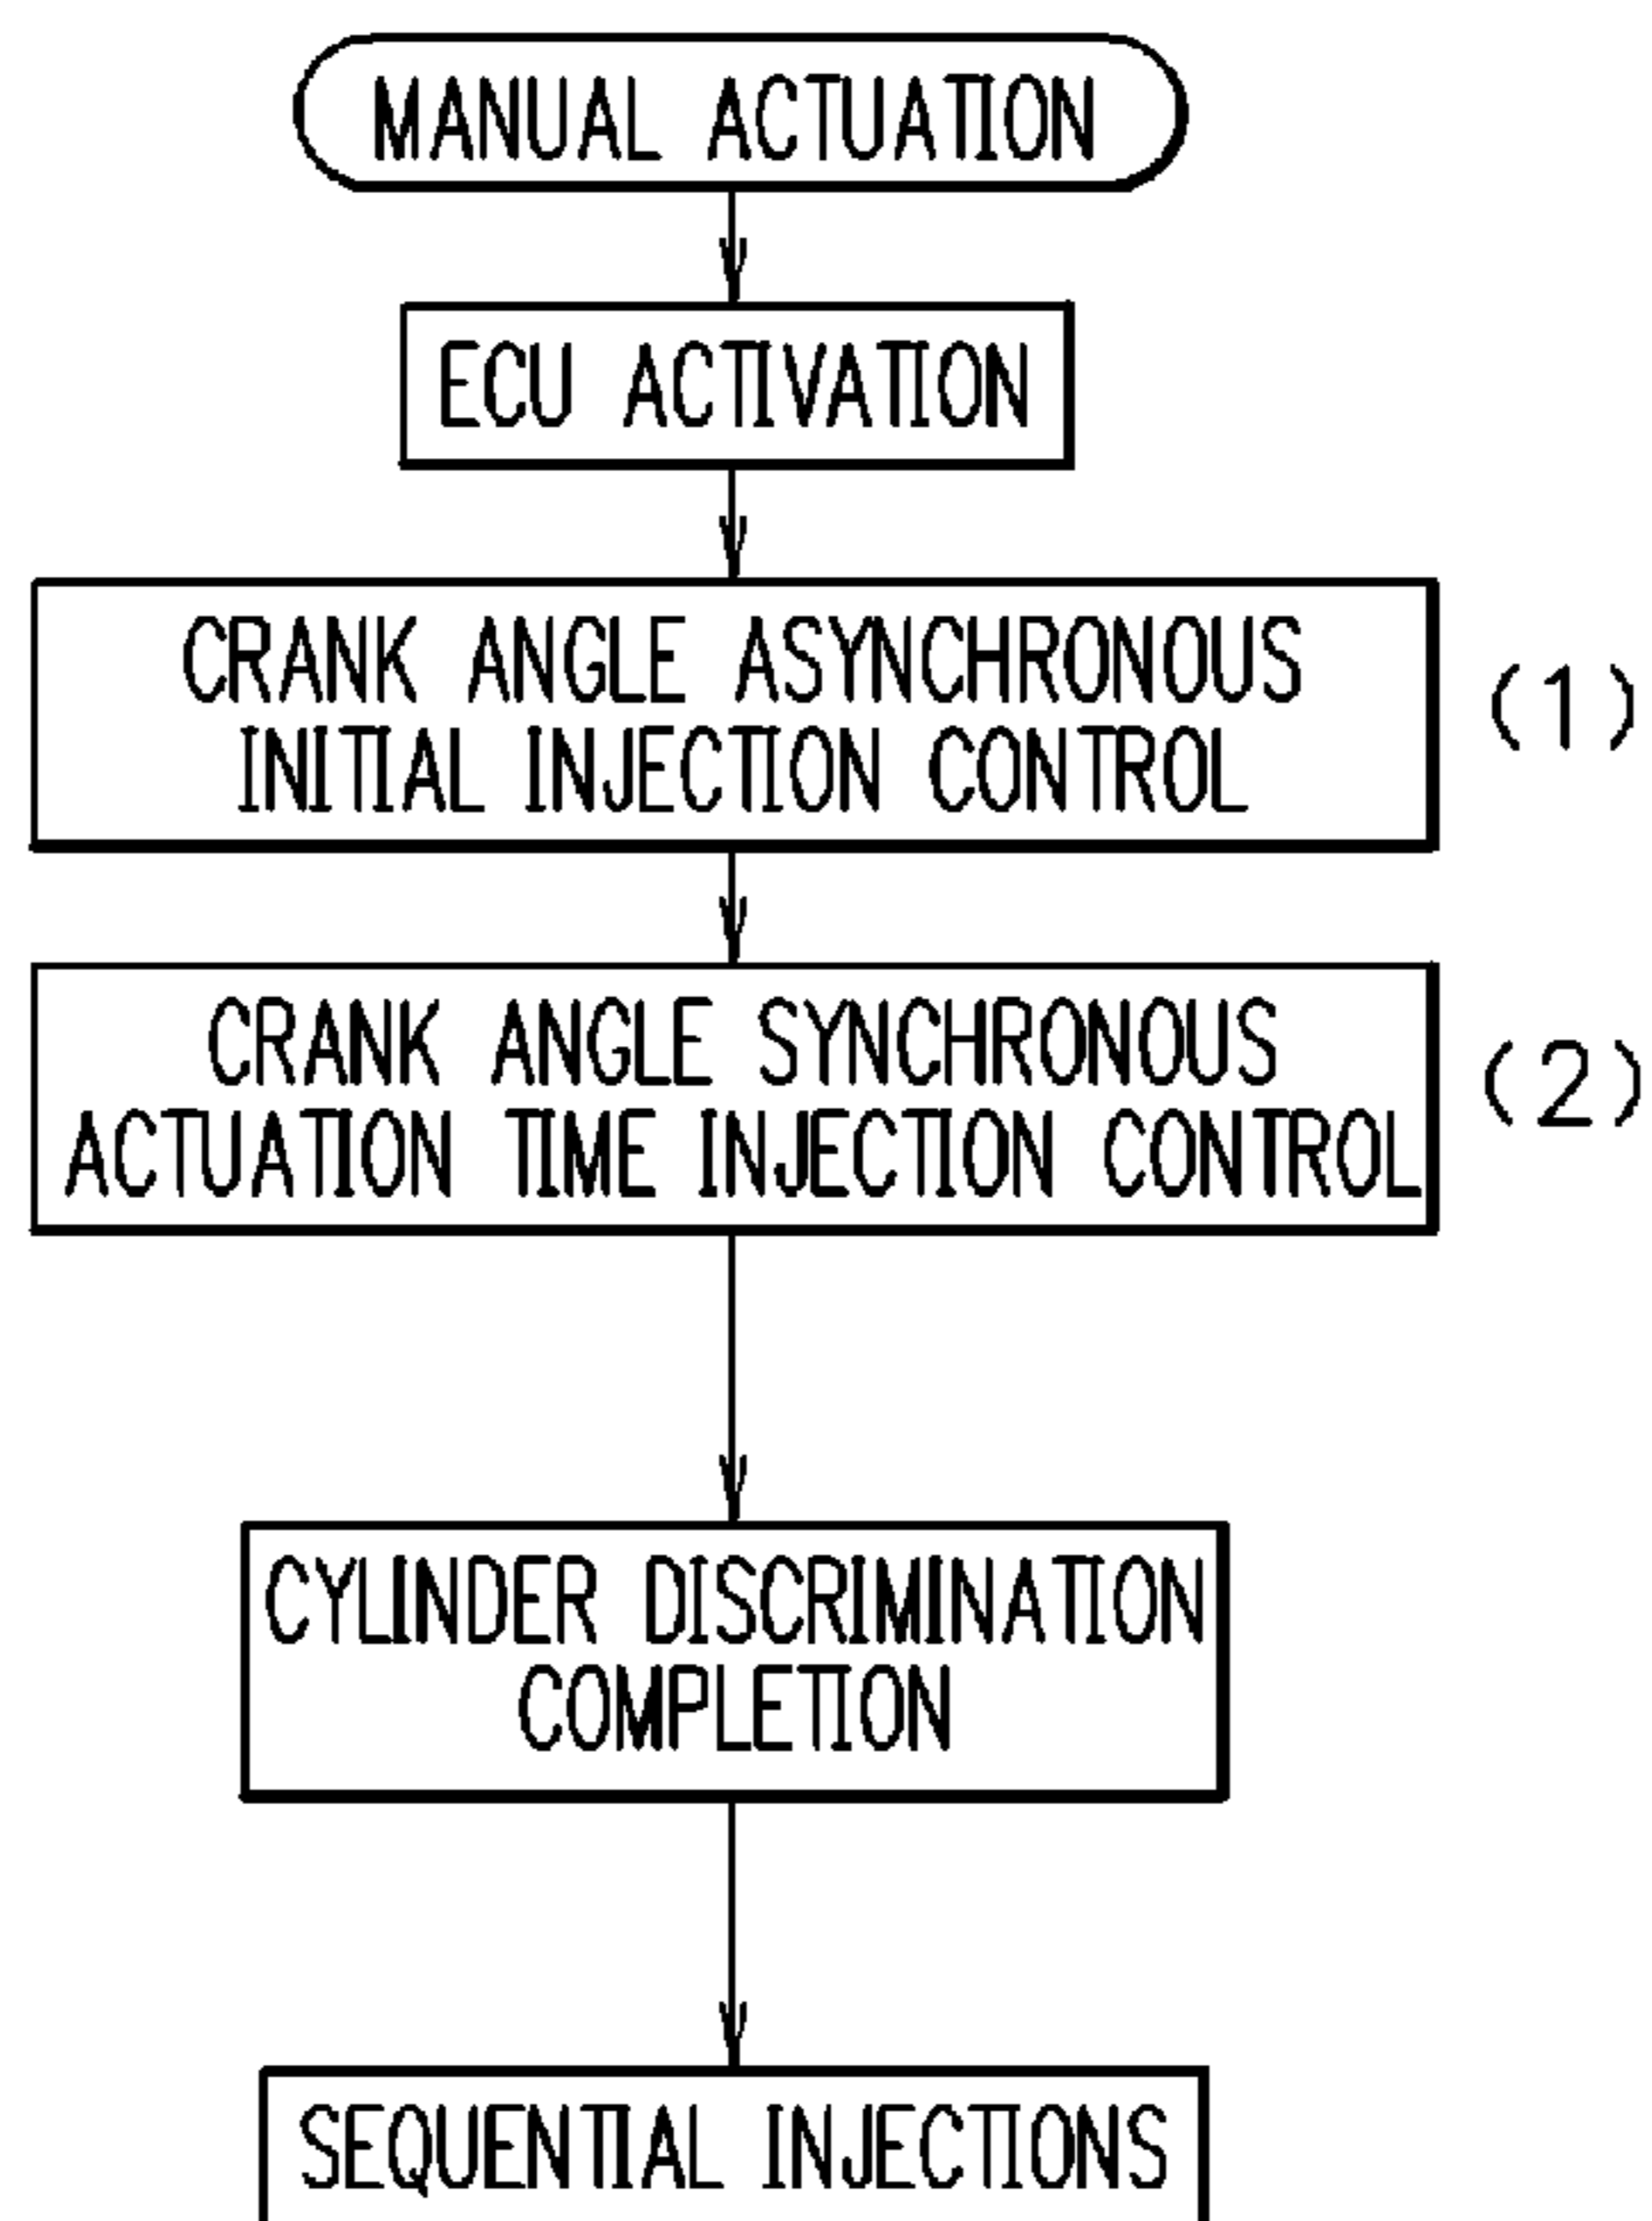 MANUAL ACTUATION
ECU ACTIVATION
CRANK ANGLE ASYNCHRONOUS
INITIAL INJECTION CONTROL
(1)
CRANK ANGLE SYNCHRONOUS
ACTUATION TIME INJECTION CONTROL
(2)
CYLINDER DISCRIMINATION
COMPLETION
SEQUENTIAL INJECTIONS